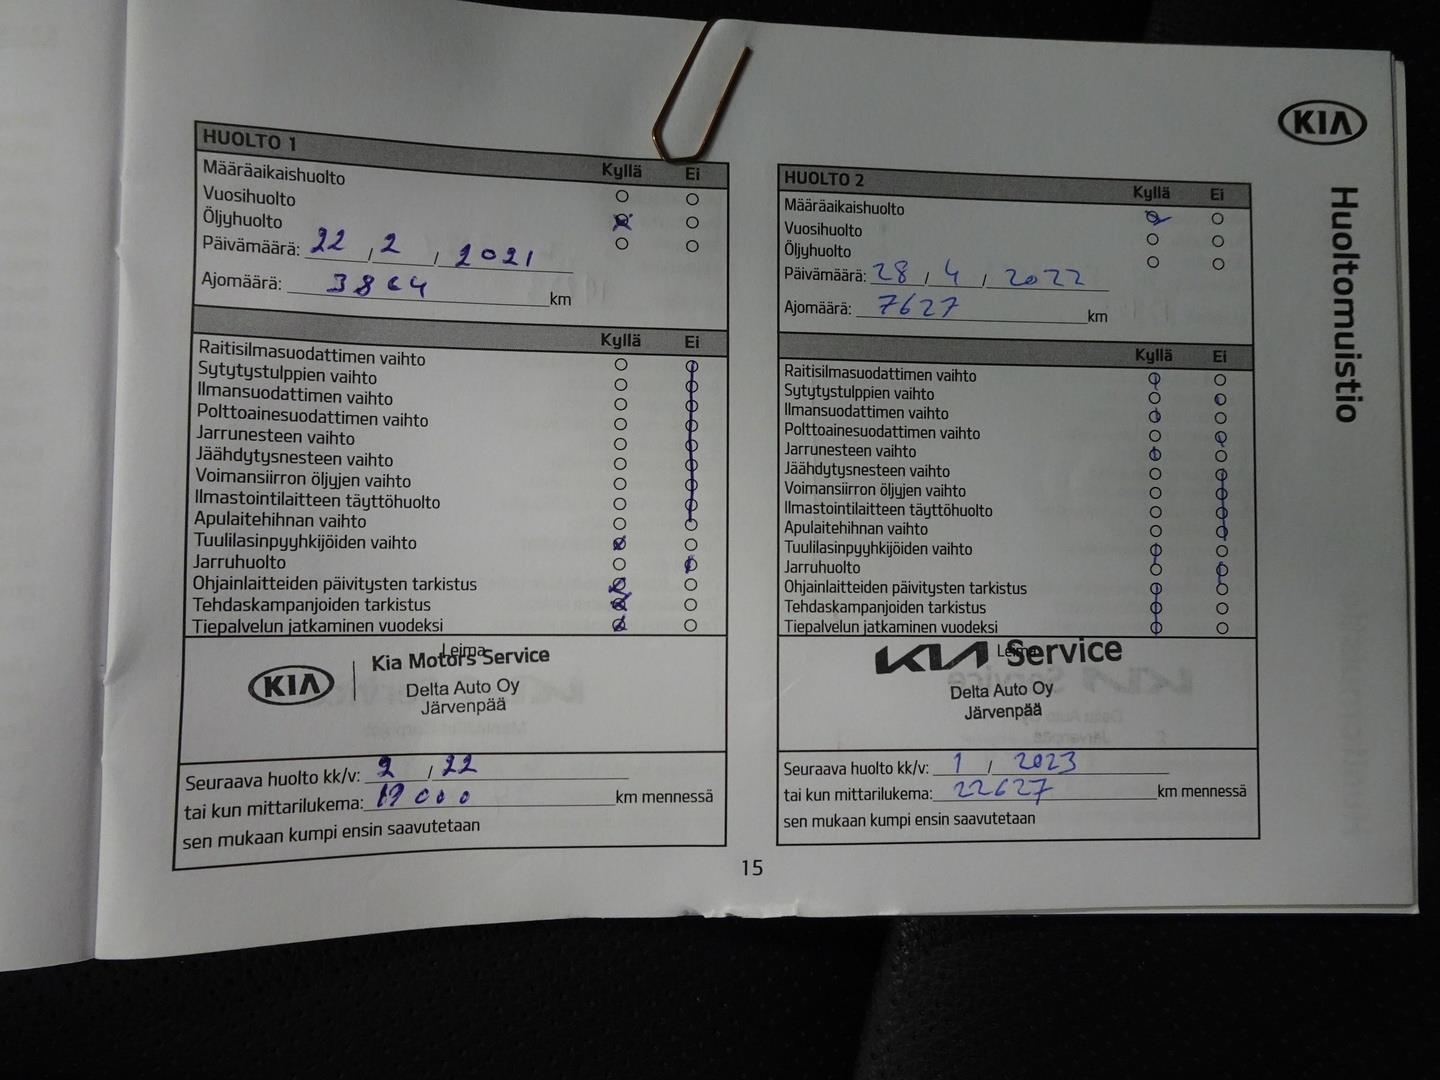 KIA
Huoltomuistio
HUOLTO 1
Kyllä Ei
Määräaikaishuolto
Vuosihuolto
Öljyhuolto
Päivämäärä: 22 / 2 / 2021
Ajomäärä: 3864 km
Kyllä Ei
Raitisilmasuodattimen vaihto
Sytytystulppien vaihto
Ilmansuodattimen vaihto
Polttoainesuodattimen vaihto
Jarrunesteen vaihto
Jäähdytysnesteen vaihto
Voimansiirron öljyjen vaihto
Ilmastointilaitteen täyttöhuolto
Apulaitehihnan vaihto
Tuulilasinpyyhkijöiden vaihto
Jarruhuolto
Ohjainlaitteiden päivitysten tarkistus
Tehdaskampanjoiden tarkistus
Tiepalvelun jatkaminen vuodeksi
Leima
KIA Kia Motors Service
Delta Auto Oy
Järvenpää
Seuraava huolto kk/v: 2 / 22
tai kun mittarilukema: 19000 km mennessä
sen mukaan kumpi ensin saavutetaan
HUOLTO 2
Kyllä Ei
Määräaikaishuolto
Vuosihuolto
Öljyhuolto
Päivämäärä: 28 / 4 / 2022
Ajomäärä: 7627 km
Kyllä Ei
Raitisilmasuodattimen vaihto
Sytytystulppien vaihto
Ilmansuodattimen vaihto
Polttoainesuodattimen vaihto
Jarrunesteen vaihto
Jäähdytysnesteen vaihto
Voimansiirron öljyjen vaihto
Ilmastointilaitteen täyttöhuolto
Apulaitehihnan vaihto
Tuulilasinpyyhkijöiden vaihto
Jarruhuolto
Ohjainlaitteiden päivitysten tarkistus
Tehdaskampanjoiden tarkistus
Tiepalvelun jatkaminen vuodeksi
Leima
KIA Service
Delta Auto Oy
Järvenpää
Seuraava huolto kk/v: 1 / 2023
tai kun mittarilukema: 22627 km mennessä
sen mukaan kumpi ensin saavutetaan
15